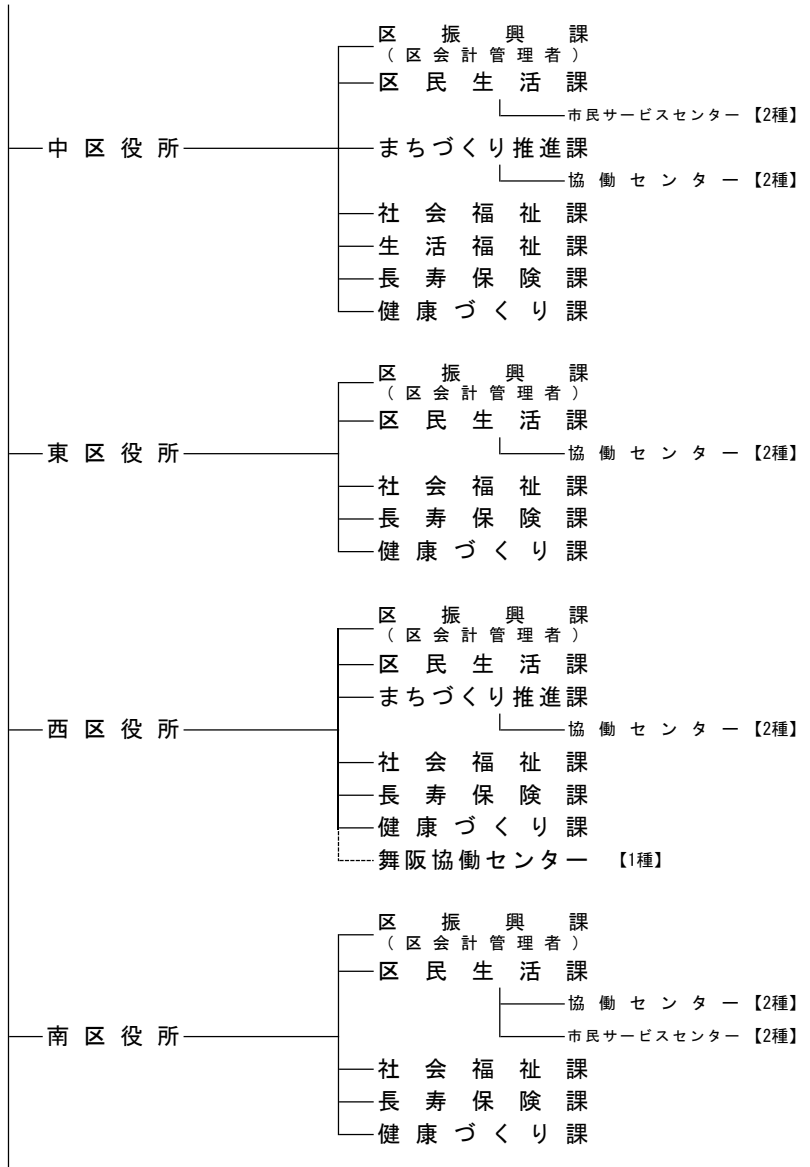 区振興課
（区会計管理者）
区民生活課
市民サービスセンター【2種】
中区役所
まちづくり推進課
協働センター【2種】
社会福祉課
生活福祉課
長寿保険課
健康づくり課
区振興課
（区会計管理者）
区民生活課
東区役所
協働センター【2種】
社会福祉課
長寿保険課
健康づくり課
区振興課
（区会計管理者）
区民生活課
まちづくり推進課
西区役所
協働センター【2種】
社会福祉課
長寿保険課
健康づくり課
舞阪協働センター【1種】
区振興課
（区会計管理者）
区民生活課
協働センター【2種】
南区役所
市民サービスセンター【2種】
社会福祉課
長寿保険課
健康づくり課